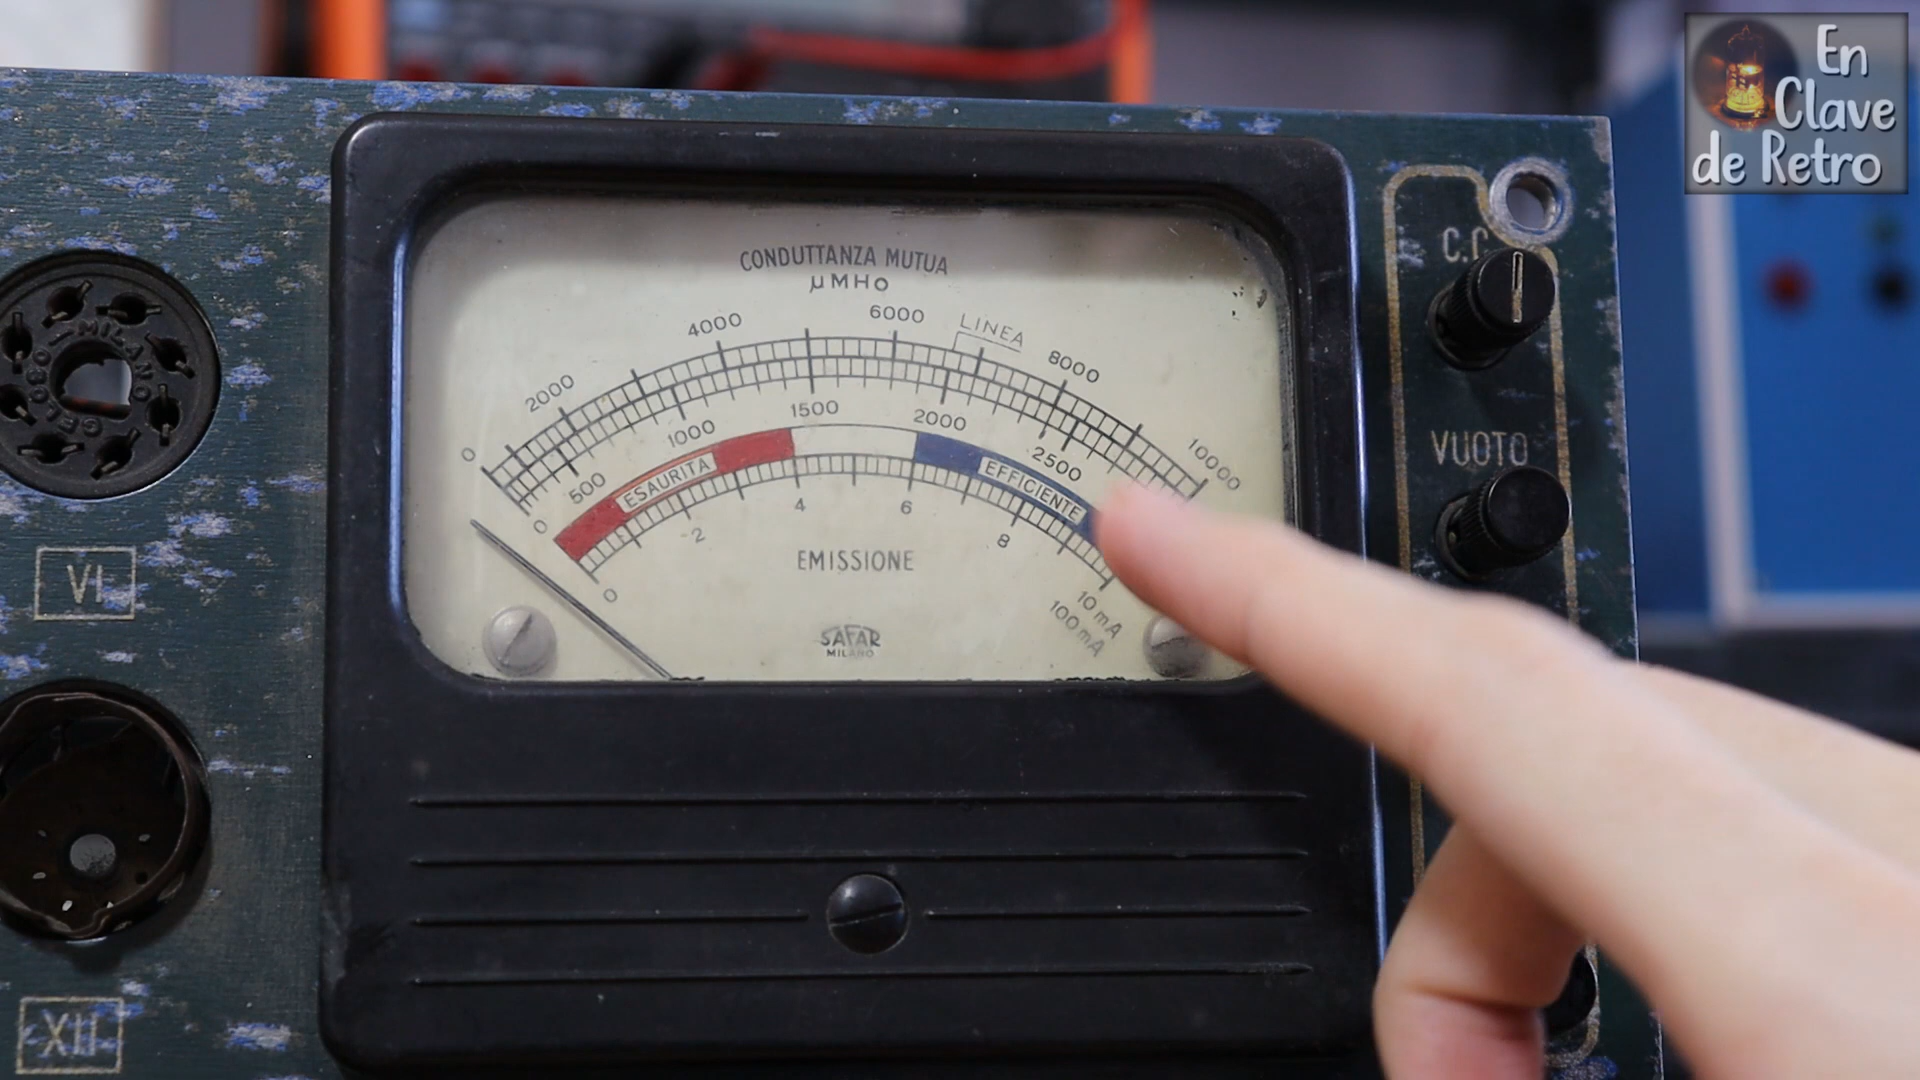 En
Clave
de Retro
CONDUTTANZA MUTUA
µMHO
0
2000
4000
6000
LINEA
8000
10000
0
500
1000
1500
2000
2500
ESAURITA
EFFICIENTE
0
2
4
6
8
10 mA
100 mA
EMISSIONE
SAFAR
MILANO
C.C
VUOTO
MILANO
GELOSO
VI
XII